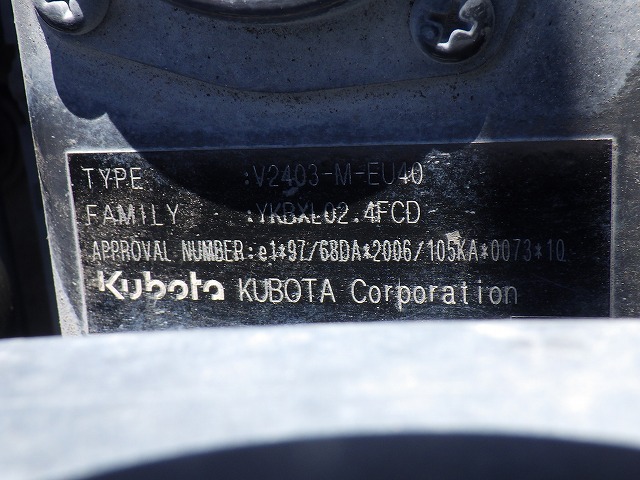 TYPE :V2403-M-EU40
FAMILY :YKBXL02.4FCD
APPROVAL NUMBER:e1*97/68DA*2006/105KA*0073*10
Kubota KUBOTA Corporation